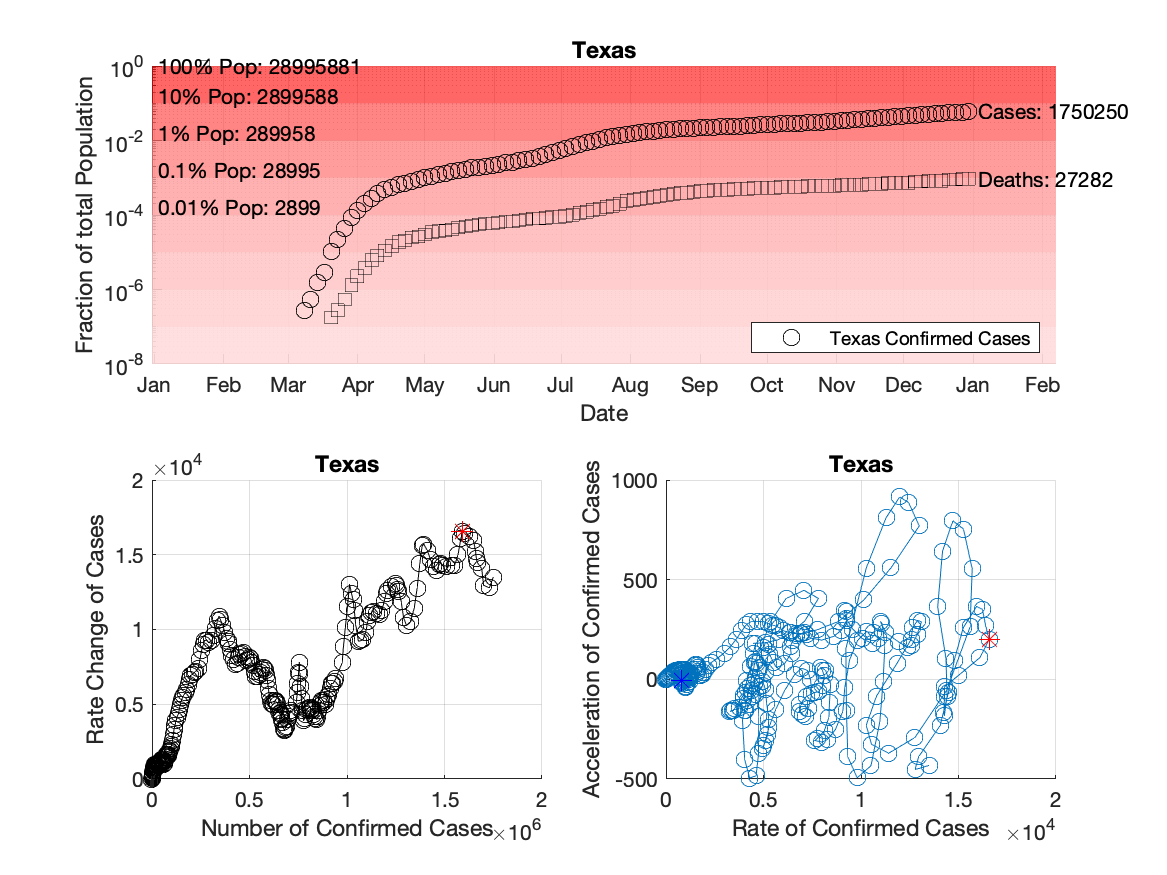 Texas
Fraction of total Population
10^0
10^-2
10^-4
10^-6
10^-8
100% Pop: 28995881
10% Pop: 2899588
1% Pop: 289958
0.1% Pop: 28995
0.01% Pop: 2899
Cases: 1750250
Deaths: 27282
Texas Confirmed Cases
Jan Feb Mar Apr May Jun Jul Aug Sep Oct Nov Dec Jan Feb
Date
Texas
×10^4
Rate Change of Cases
2
1.5
1
0.5
0
0 0.5 1 1.5 2
Number of Confirmed Cases
×10^6
Texas
Acceleration of Confirmed Cases
1000
500
0
-500
0 0.5 1 1.5 2
Rate of Confirmed Cases
×10^4